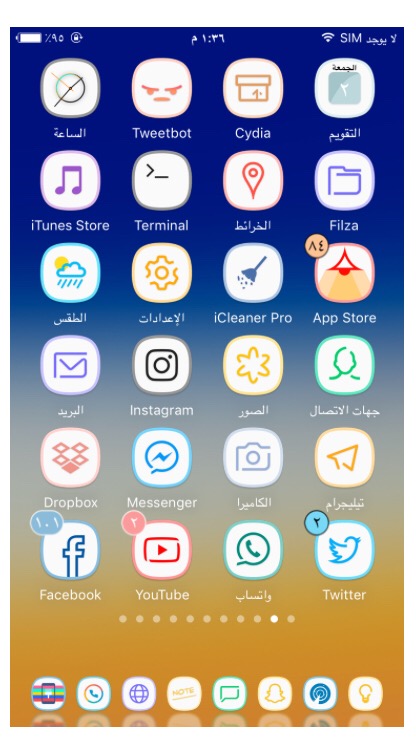 لا يوجد SIM ١:٣٦ م ٪٩٥
الجمعة
٢
التقويم Cydia Tweetbot الساعة
Filza الخرائط Terminal iTunes Store
٨٤
App Store iCleaner Pro الإعدادات الطقس
جهات الاتصال الصور Instagram البريد
تيليجرام الكاميرا Messenger Dropbox
٢ ٢ ١٠١
Twitter واتساب YouTube Facebook
NOTE